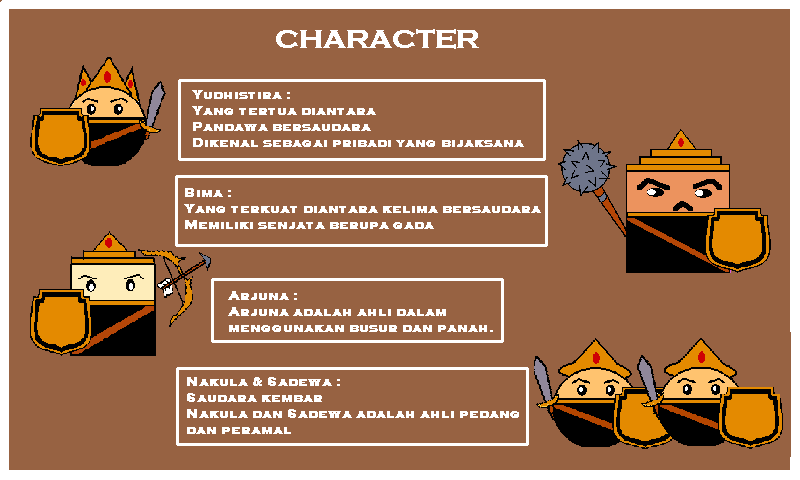 CHARACTER
Yudhistira :
Yang tertua diantara
Pandawa bersaudara
Dikenal sebagai pribadi yang bijaksana
Bima :
Yang terkuat diantara kelima bersaudara
Memiliki senjata berupa gada
Arjuna :
Arjuna adalah ahli dalam
menggunakan busur dan panah.
Nakula & Sadewa :
Saudara kembar
Nakula dan Sadewa adalah ahli pedang
dan peramal